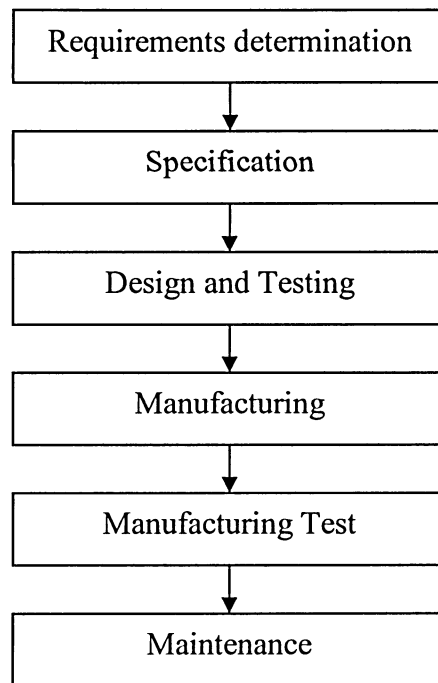 Requirements determination
Specification
Design and Testing
Manufacturing
Manufacturing Test
Maintenance